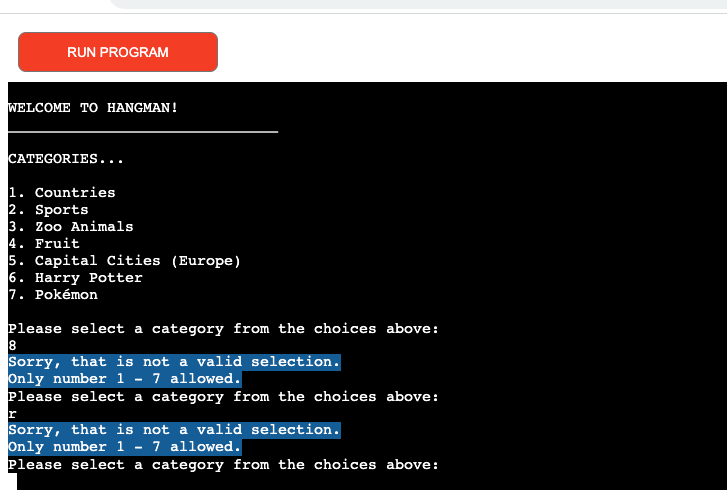 RUN PROGRAM
WELCOME TO HANGMAN!
______________________________
CATEGORIES...
1. Countries
2. Sports
3. Zoo Animals
4. Fruit
5. Capital Cities (Europe)
6. Harry Potter
7. Pokémon
Please select a category from the choices above:
8
Sorry, that is not a valid selection.
Only number 1 - 7 allowed.
Please select a category from the choices above:
r
Sorry, that is not a valid selection.
Only number 1 - 7 allowed.
Please select a category from the choices above: